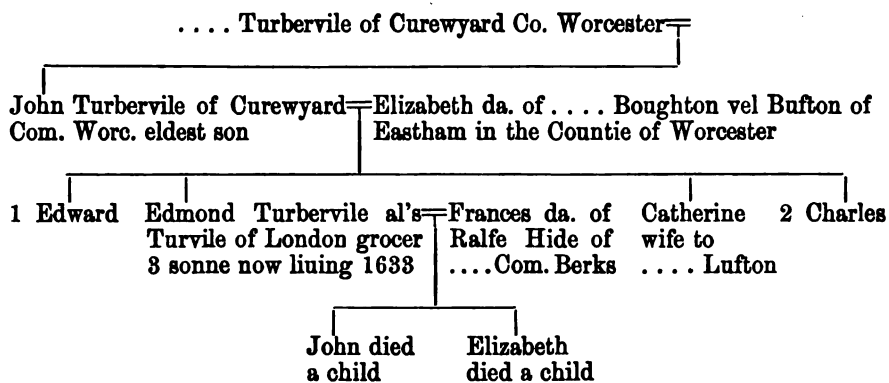 . . . . Turbervile of Curewyard Co. Worcester
John Turbervile of Curewyard
Com. Worc. eldest son
Elizabeth da. of . . . . Boughton vel Bufton of
Eastham in the Countie of Worcester
1 Edward
Edmond Turbervile al's
Turvile of London grocer
3 sonne now liuing 1633
Frances da. of
Ralfe Hide of
. . . . Com. Berks
Catherine
wife to
. . . . Lufton
2 Charles
John died
a child
Elizabeth
died a child